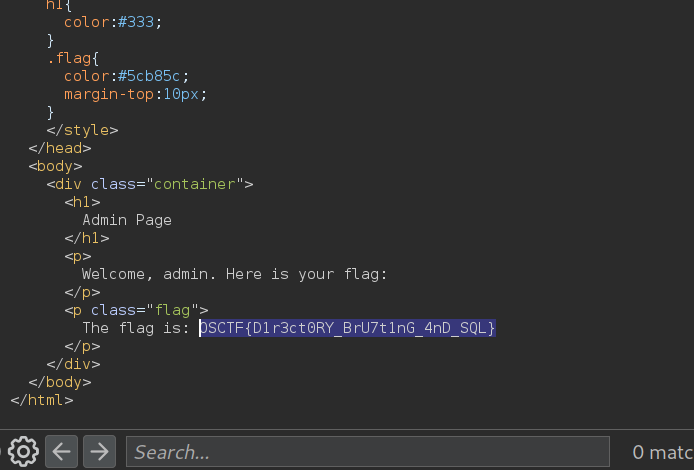 h1{
color:#333;
}
.flag{
color:#5cb85c;
margin-top:10px;
}
</style>
</head>
<body>
<div class="container">
<h1>
Admin Page
</h1>
<p>
Welcome, admin. Here is your flag:
</p>
<p class="flag">
The flag is: OSCTF{D1r3ct0RY_BrU7t1nG_4nD_SQL}
</p>
</div>
</body>
</html>
Search...
0 matc